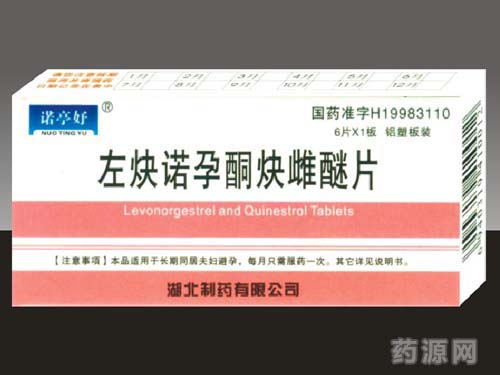 1月 2月 3月 4月 5月 6月
7月 8月 9月 10月 11月 12月
诺亭妤®
NUO TING YU
国药准字H19983110
6片X1板 铝塑板装
左炔诺孕酮炔雌醚片
Levonorgestrel and Quinestrol Tablets
【注意事项】本品适用于长期同居夫妇避孕，每月只需服药一次。其它详见说明书。
湖北制药有限公司
药源网